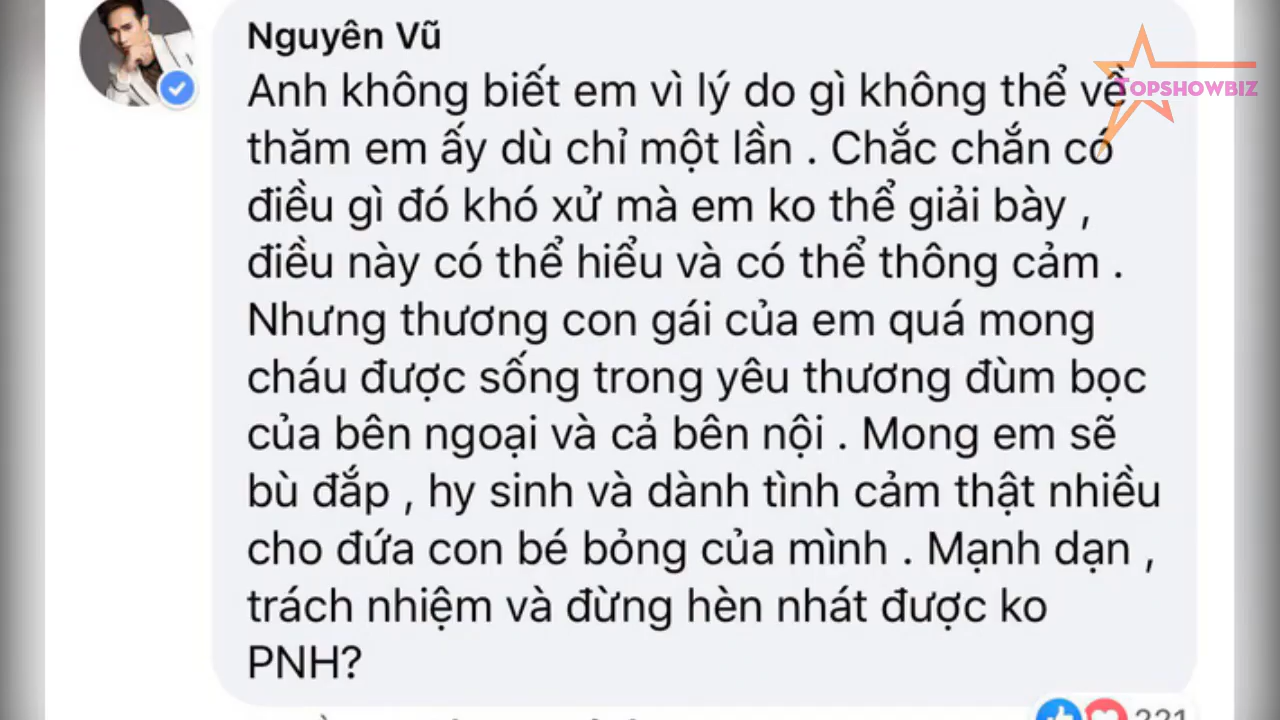 Nguyên Vũ
Anh không biết em vì lý do gì không thể về
TOPSHOWBIZ
thăm em ấy dù chỉ một lần . Chắc chắn có
điều gì đó khó xử mà em ko thể giải bày ,
điều này có thể hiểu và có thể thông cảm .
Nhưng thương con gái của em quá mong
cháu được sống trong yêu thương đùm bọc
của bên ngoại và cả bên nội . Mong em sẽ
bù đắp , hy sinh và dành tình cảm thật nhiều
cho đứa con bé bỏng của mình . Mạnh dạn ,
trách nhiệm và đừng hèn nhát được ko
PNH?
221